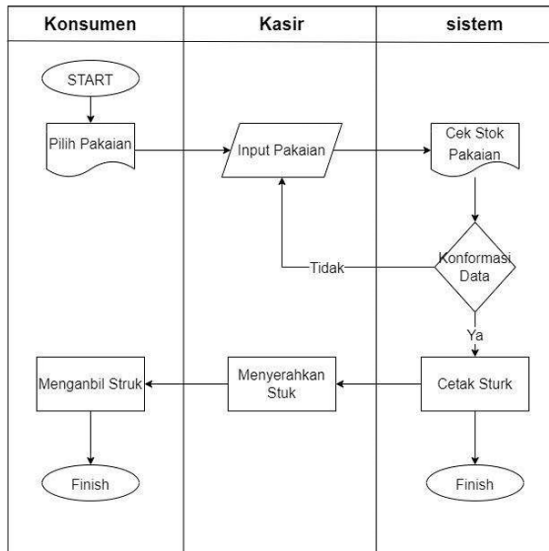 Konsumen
Kasir
sistem
START
Pilih Pakaian
Input Pakaian
Cek Stok
Pakaian
Konformasi
Data
Tidak
Ya
Menganbil Struk
Menyerahkan
Stuk
Cetak Sturk
Finish
Finish